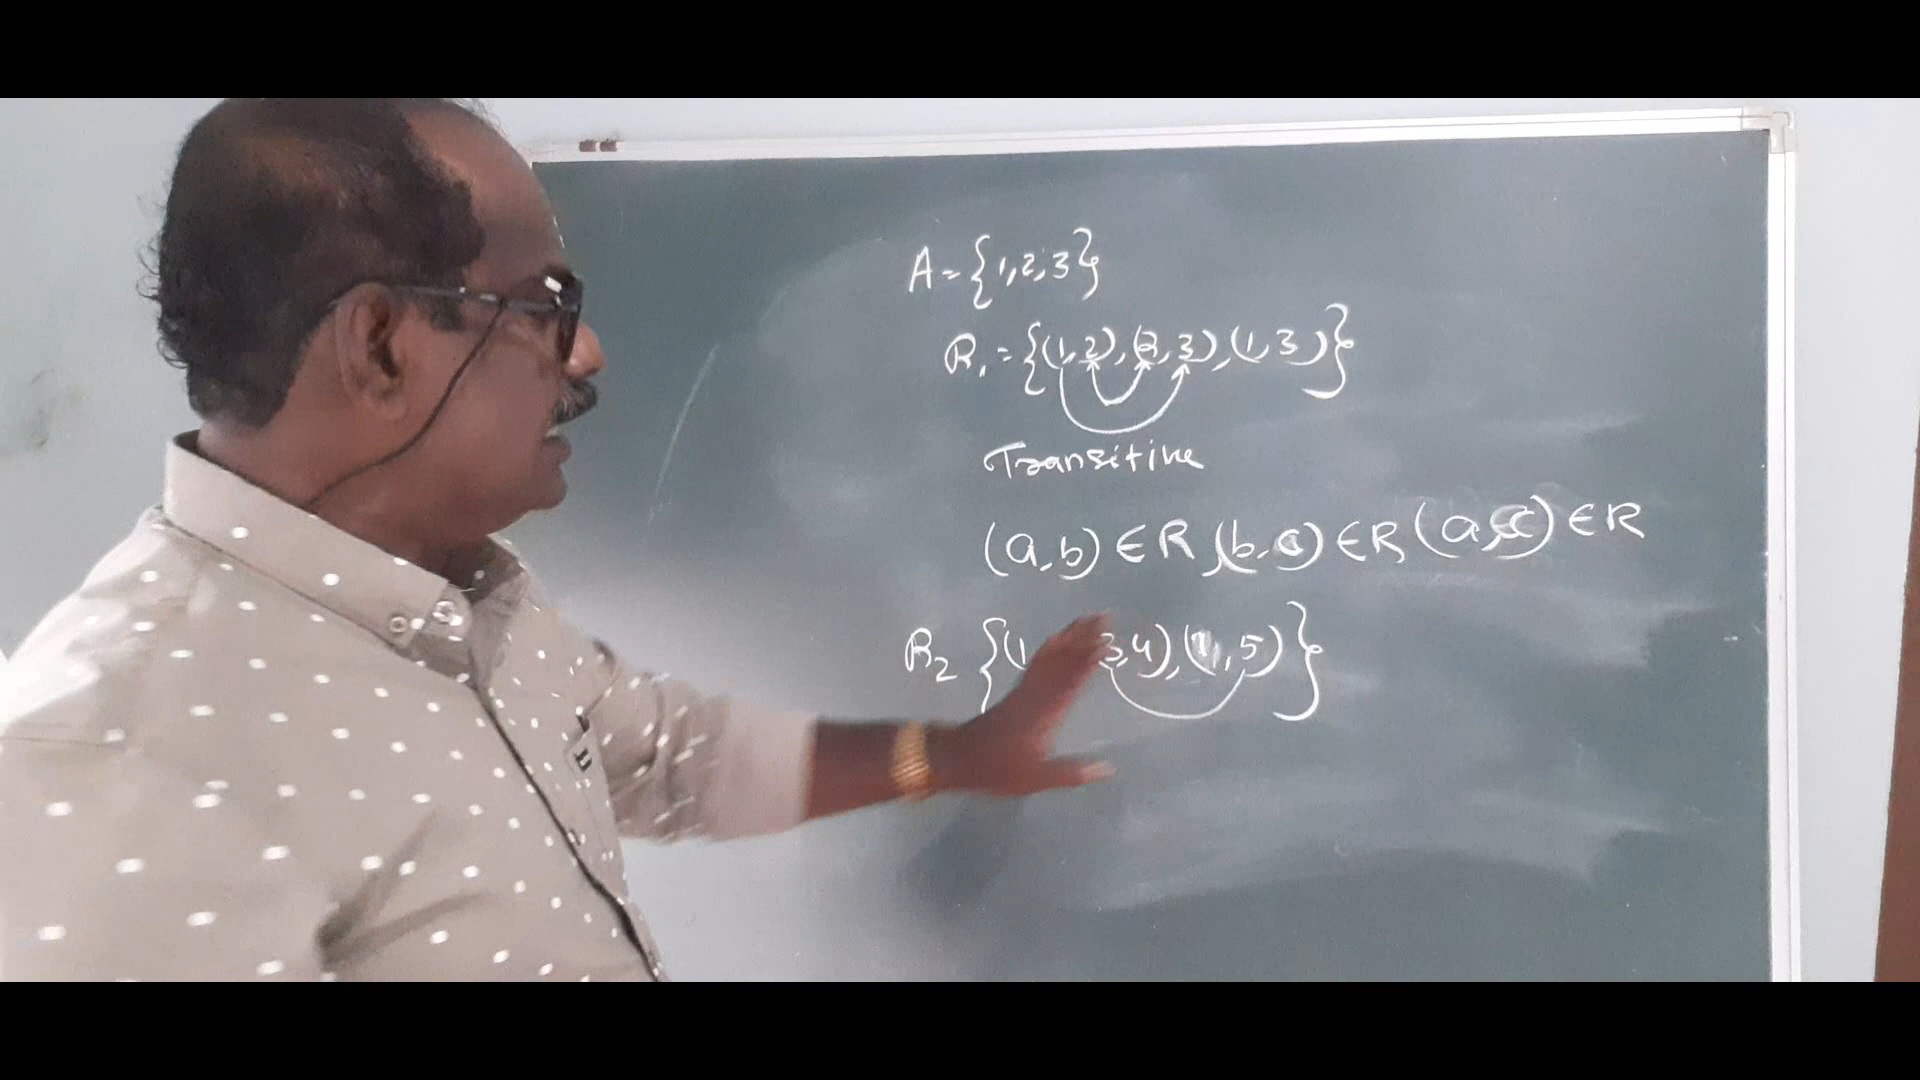 A = {1,2,3}
R₁ = {(1,2),(2,3),(1,3)}
Transitive
(a,b) ∈ R, (b,c) ∈ R (a,c) ∈ R
R₂ {(1 3,4),(1,5)}